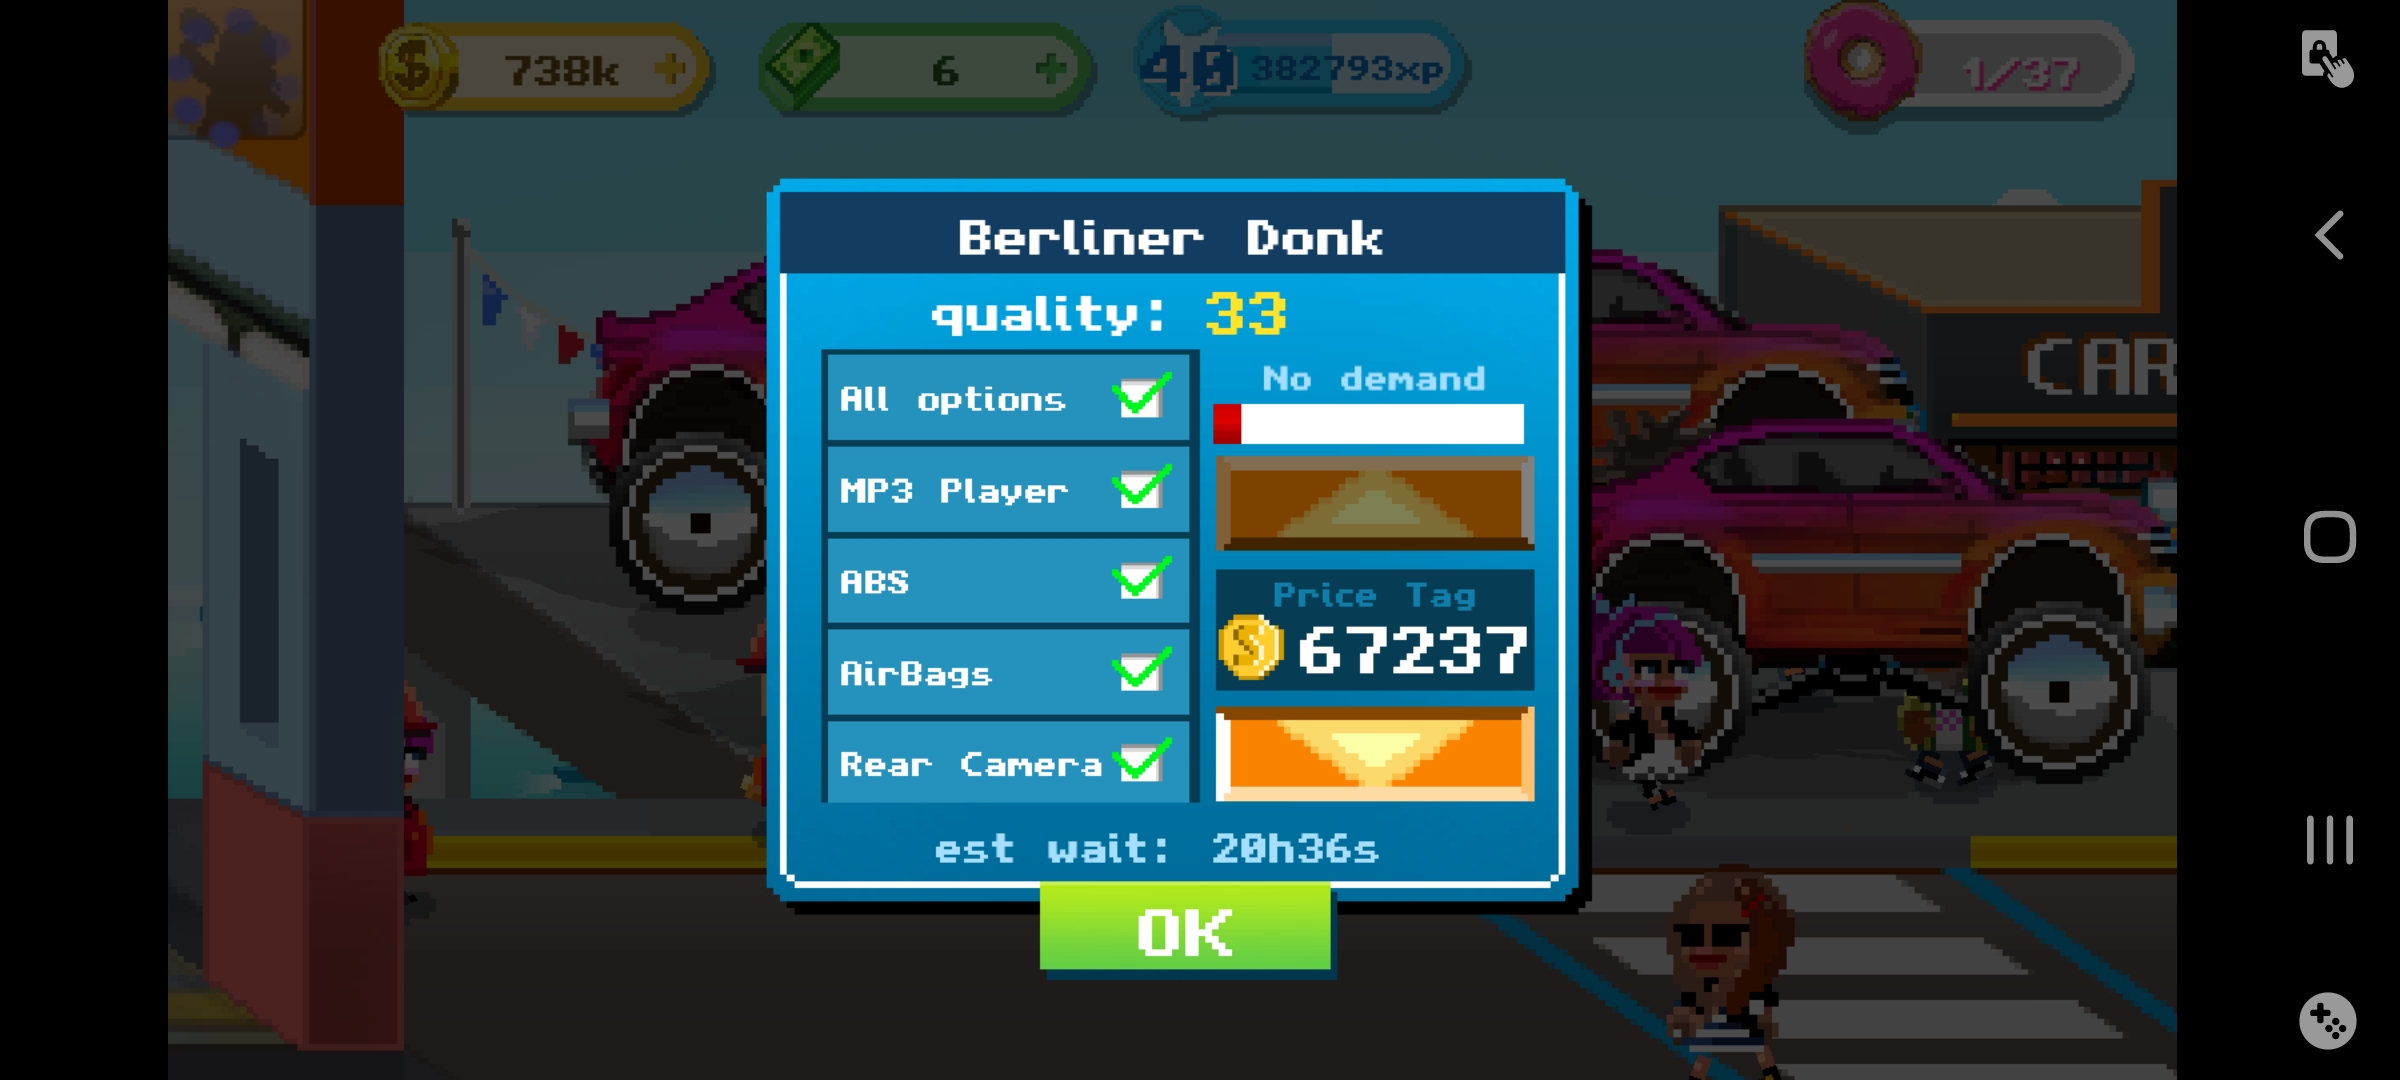 738k
6
40 382793xp
1/37
Berliner Donk
quality: 33
All options
MP3 Player
ABS
AirBags
Rear Camera
No demand
Price Tag
67237
est wait: 20h36s
OK
CAR